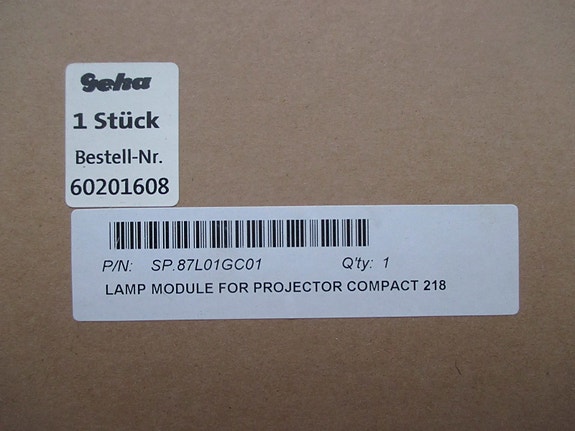 Geha
1 Stück
Bestell-Nr.
60201608
P/N: SP.87L01GC01 Q'ty: 1
LAMP MODULE FOR PROJECTOR COMPACT 218